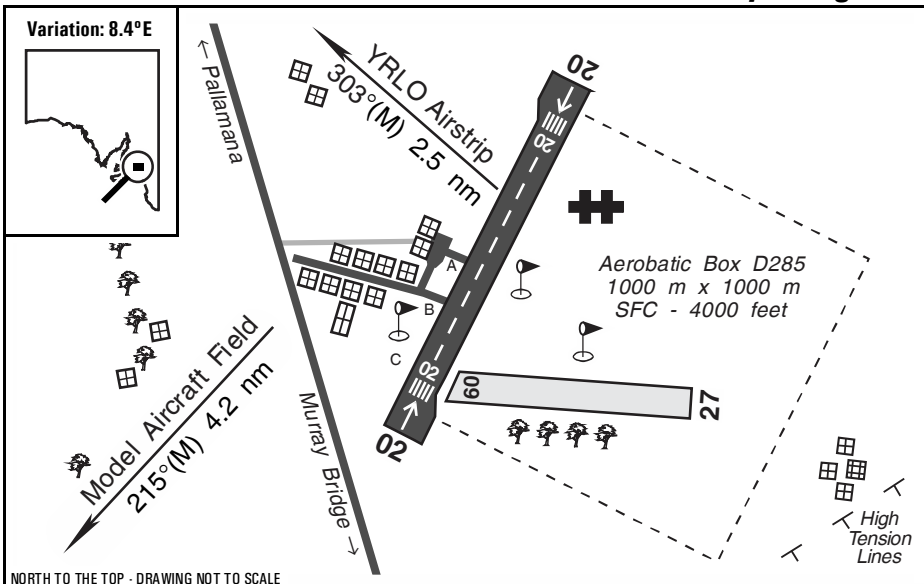 Variation: 8.4°E
← Pallamana
YRLO Airstrip
303°(M) 2.5 nm
20
20
A
B
C
Aerobatic Box D285
1000 m x 1000 m
SFC - 4000 feet
02
02
09
27
Model Aircraft Field
215°(M) 4.2 nm
Murray Bridge →
High
Tension
Lines
NORTH TO THE TOP - DRAWING NOT TO SCALE